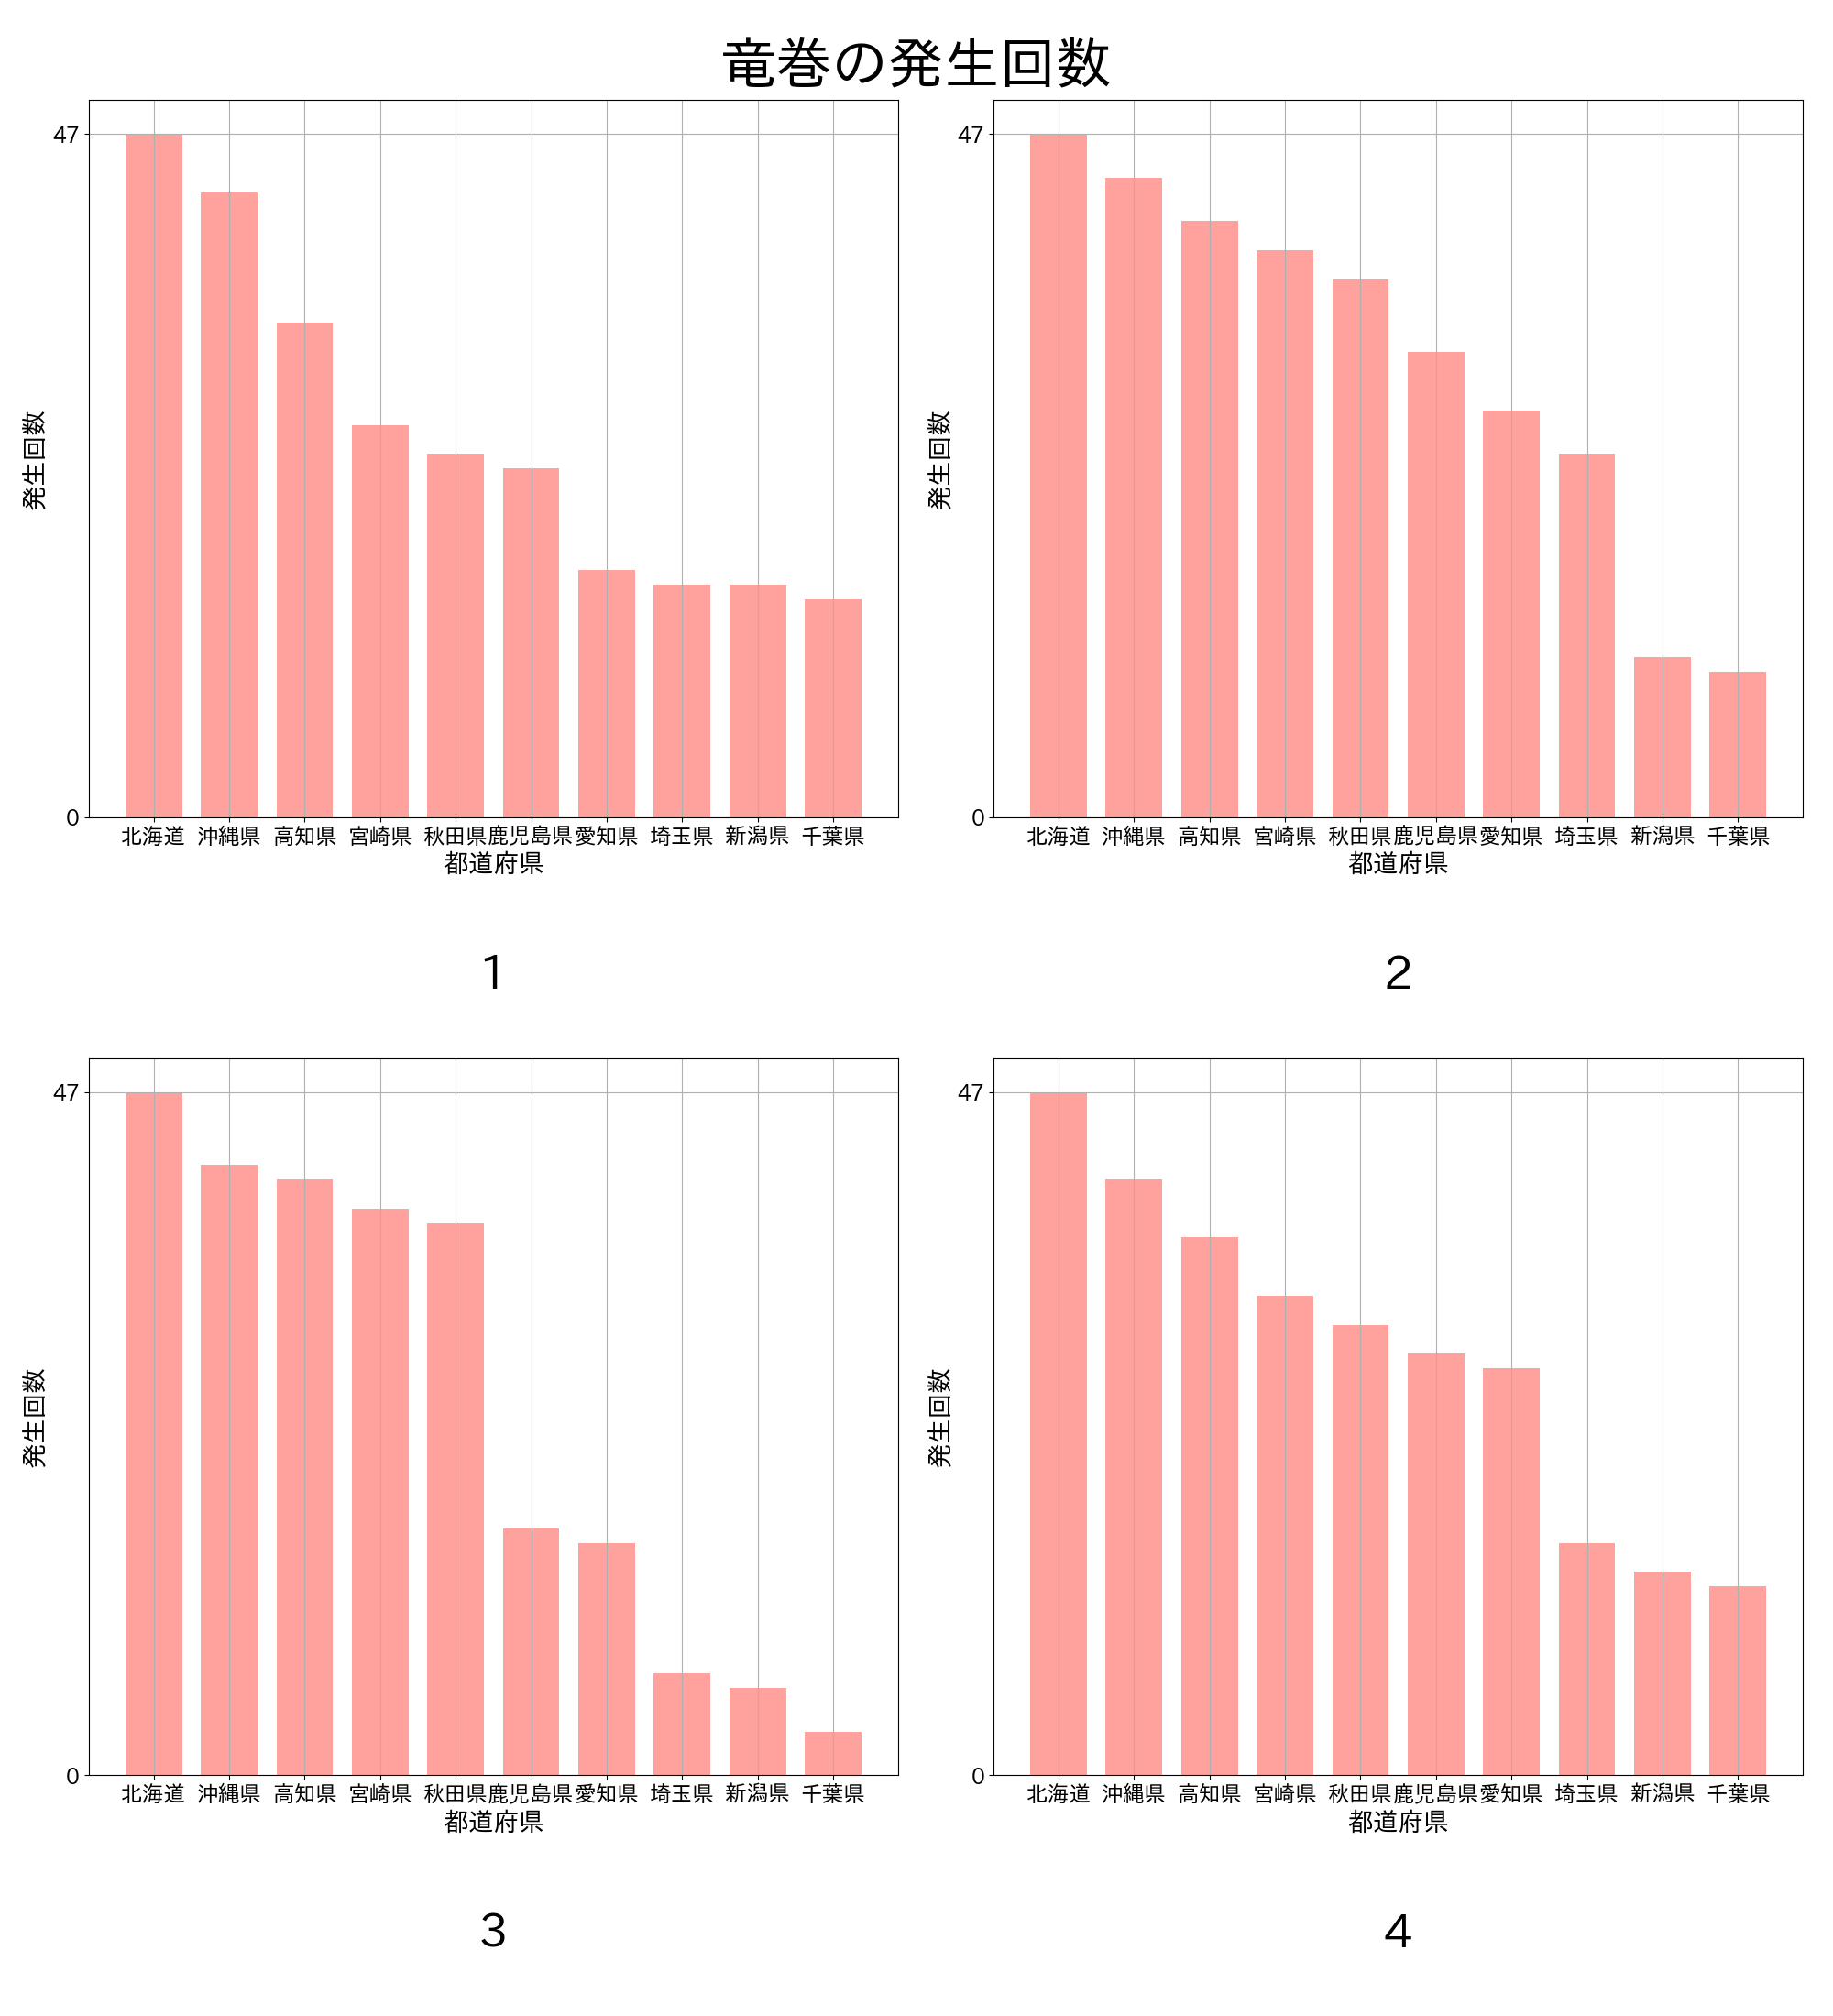 竜巻の発生回数
47
0
発生回数
北海道 沖縄県 高知県 宮崎県 秋田県 鹿児島県 愛知県 埼玉県 新潟県 千葉県
都道府県
1
47
0
発生回数
北海道 沖縄県 高知県 宮崎県 秋田県 鹿児島県 愛知県 埼玉県 新潟県 千葉県
都道府県
2
47
0
発生回数
北海道 沖縄県 高知県 宮崎県 秋田県 鹿児島県 愛知県 埼玉県 新潟県 千葉県
都道府県
3
47
0
発生回数
北海道 沖縄県 高知県 宮崎県 秋田県 鹿児島県 愛知県 埼玉県 新潟県 千葉県
都道府県
4